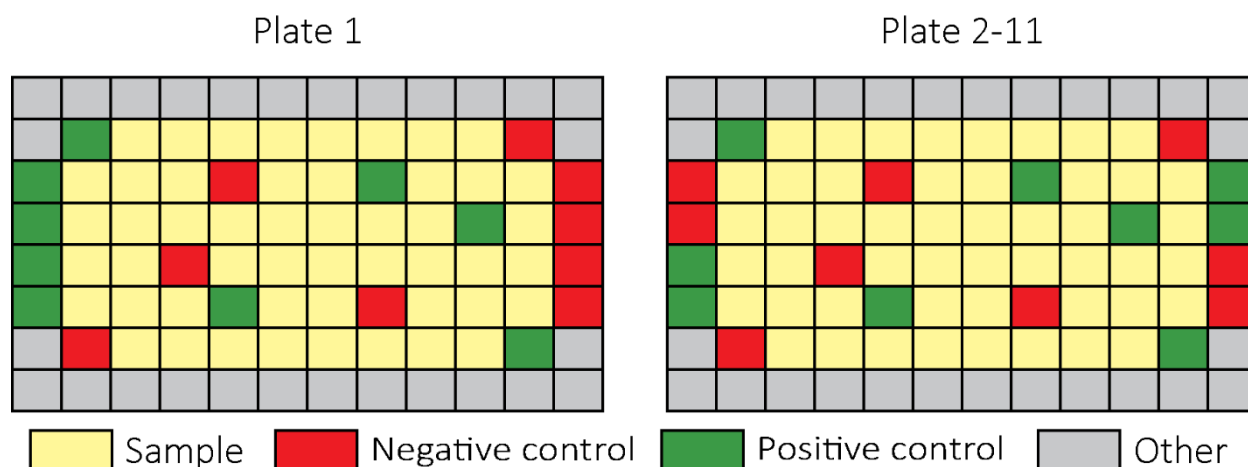 Plate 1
Plate 2-11
Sample Negative control Positive control Other